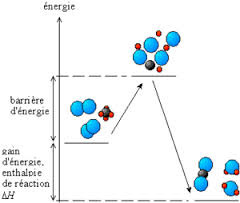 énergie
barrière
d'énergie
gain
d'énergie,
enthalpie
de réaction
ΔH